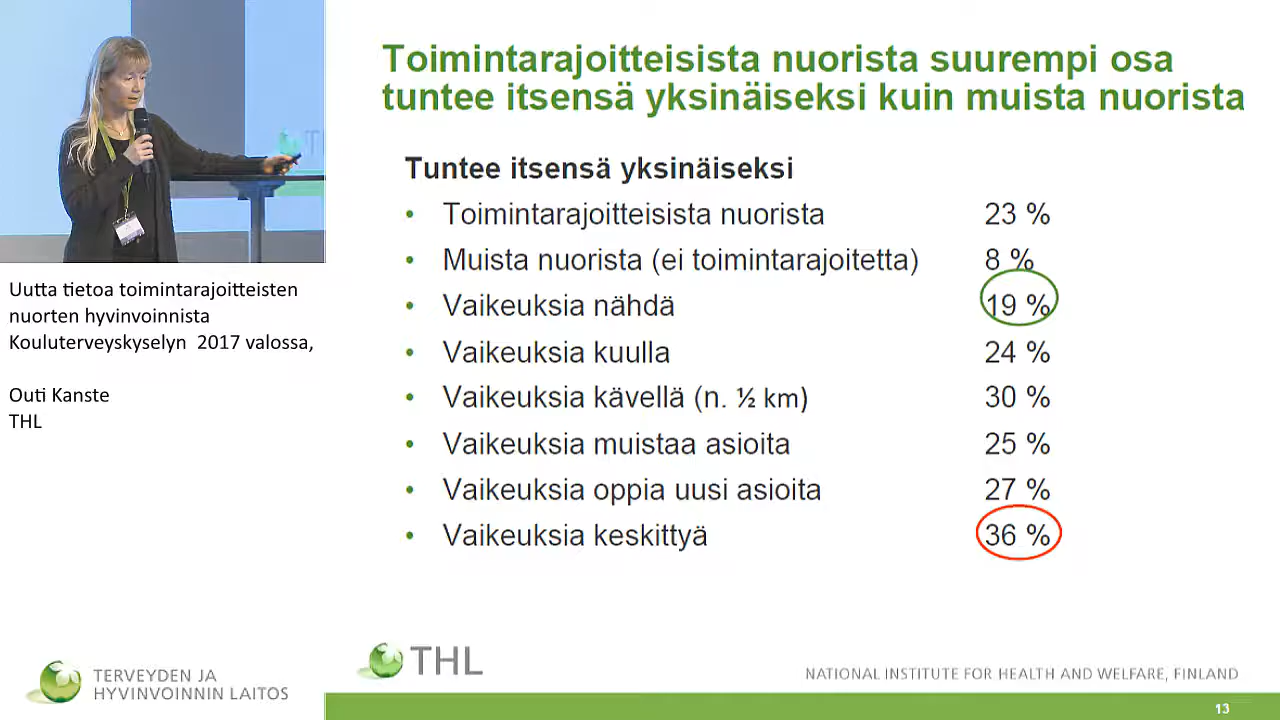 Toimintarajoitteisista nuorista suurempi osa
tuntee itsensä yksinäiseksi kuin muista nuorista
Tuntee itsensä yksinäiseksi
• Toimintarajoitteisista nuorista 23 %
• Muista nuorista (ei toimintarajoitetta) 8 %
• Vaikeuksia nähdä 19 %
• Vaikeuksia kuulla 24 %
• Vaikeuksia kävellä (n. ½ km) 30 %
• Vaikeuksia muistaa asioita 25 %
• Vaikeuksia oppia uusi asioita 27 %
• Vaikeuksia keskittyä 36 %
Uutta tietoa toimintarajoitteisten
nuorten hyvinvoinnista
Kouluterveyskyselyn 2017 valossa,
Outi Kanste
THL
TERVEYDEN JA
HYVINVOINNIN LAITOS
THL
NATIONAL INSTITUTE FOR HEALTH AND WELFARE, FINLAND
13